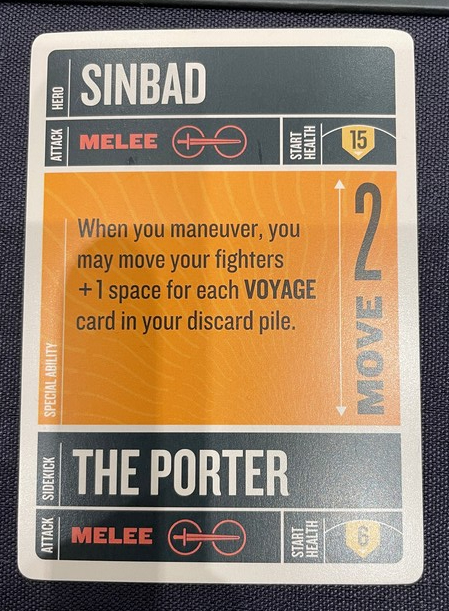 HERO
SINBAD
ATTACK
MELEE
START
HEALTH
15
SPECIAL ABILITY
When you maneuver, you
may move your fighters
+1 space for each VOYAGE
card in your discard pile.
MOVE 2
SIDEKICK
THE PORTER
ATTACK
MELEE
START
HEALTH
6